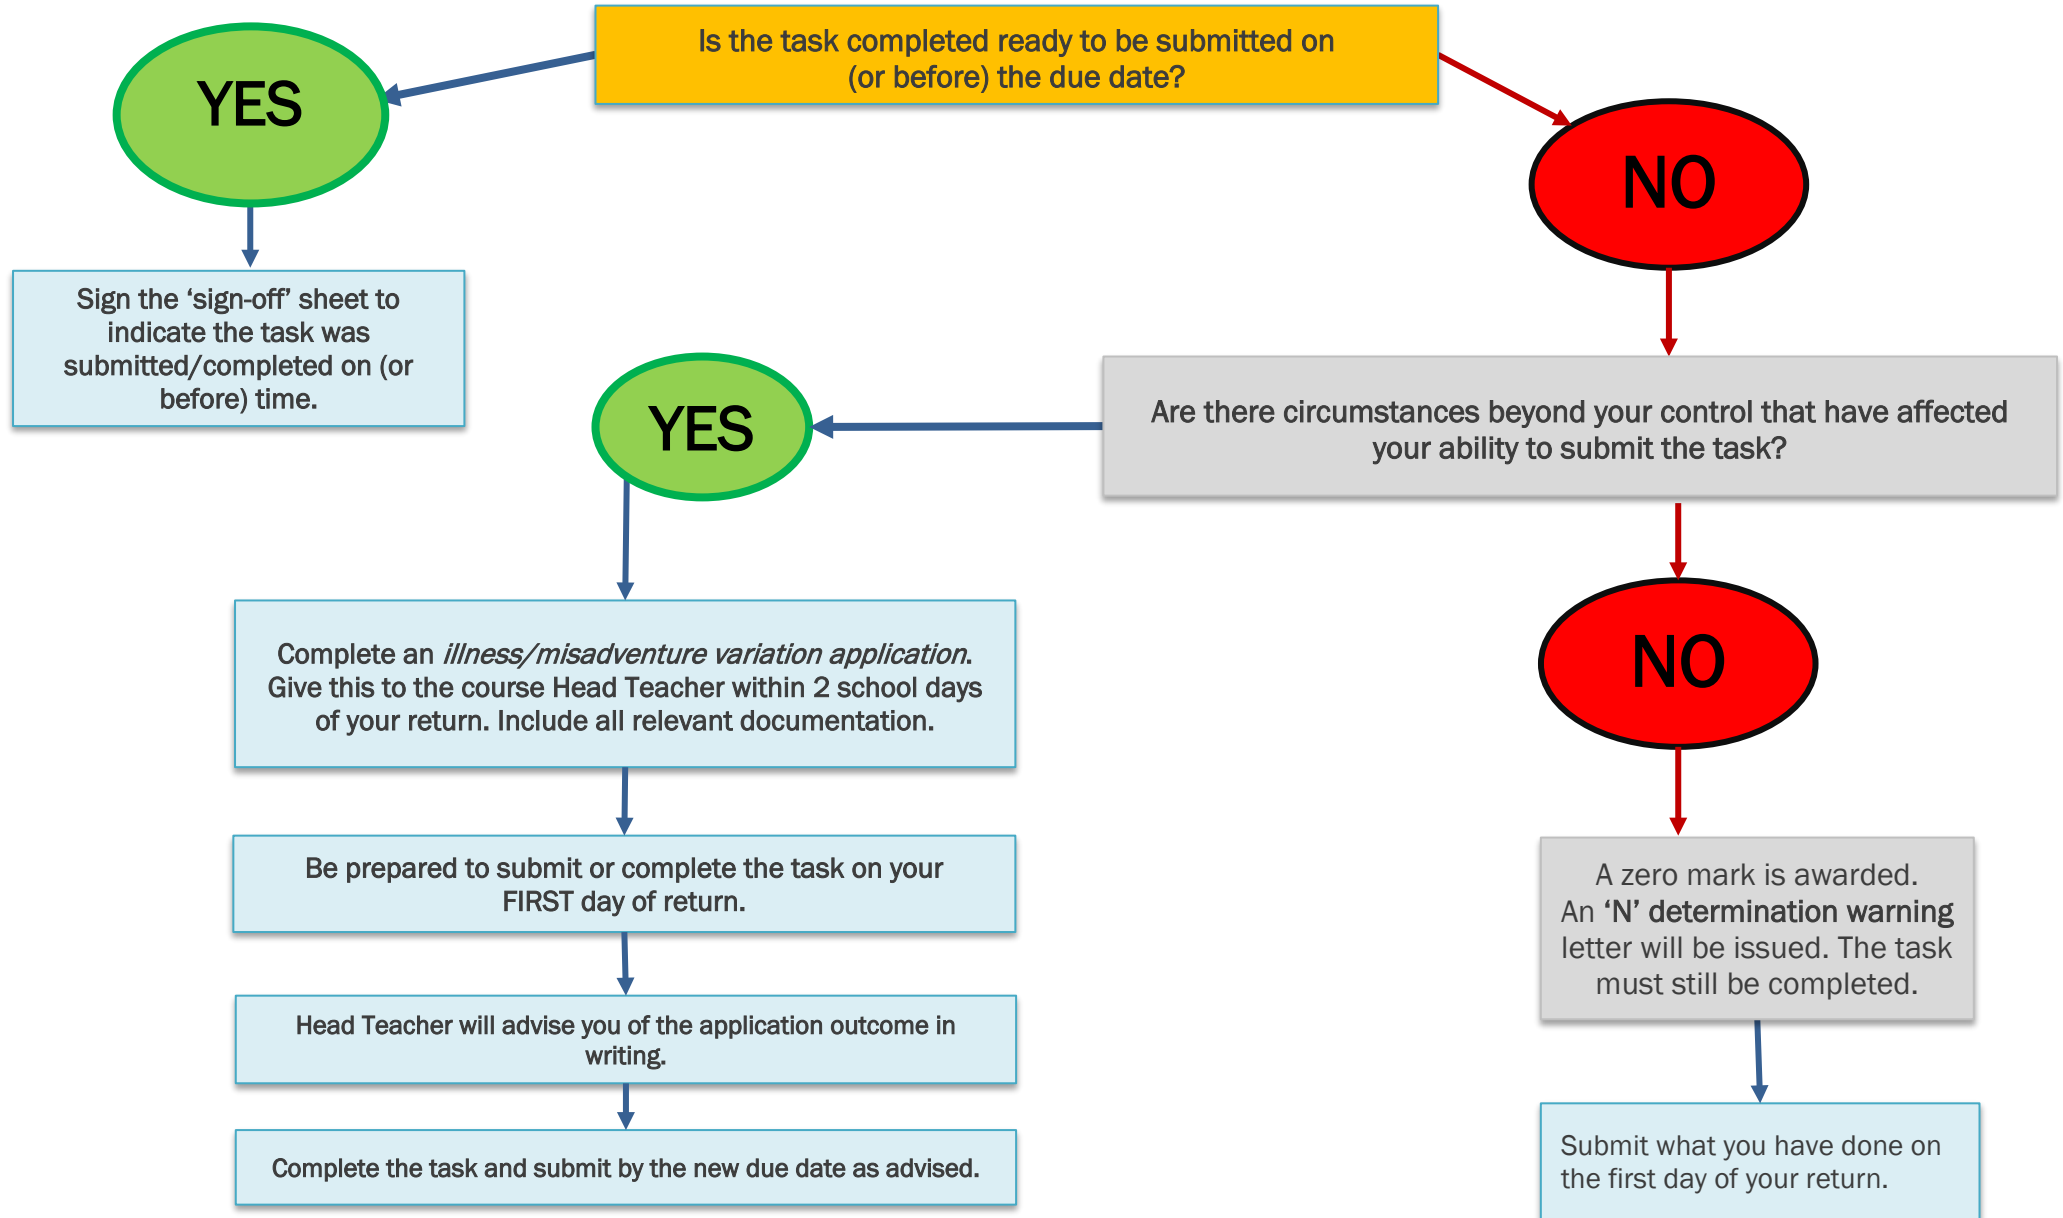 Is the task completed ready to be submitted on
(or before) the due date?
YES
NO
Sign the ‘sign-off’ sheet to
indicate the task was
submitted/completed on (or
before) time.
Are there circumstances beyond your control that have affected
your ability to submit the task?
YES
NO
Complete an illness/misadventure variation application.
Give this to the course Head Teacher within 2 school days
of your return. Include all relevant documentation.
Be prepared to submit or complete the task on your
FIRST day of return.
Head Teacher will advise you of the application outcome in
writing.
Complete the task and submit by the new due date as advised.
A zero mark is awarded.
An ‘N’ determination warning
letter will be issued. The task
must still be completed.
Submit what you have done on
the first day of your return.